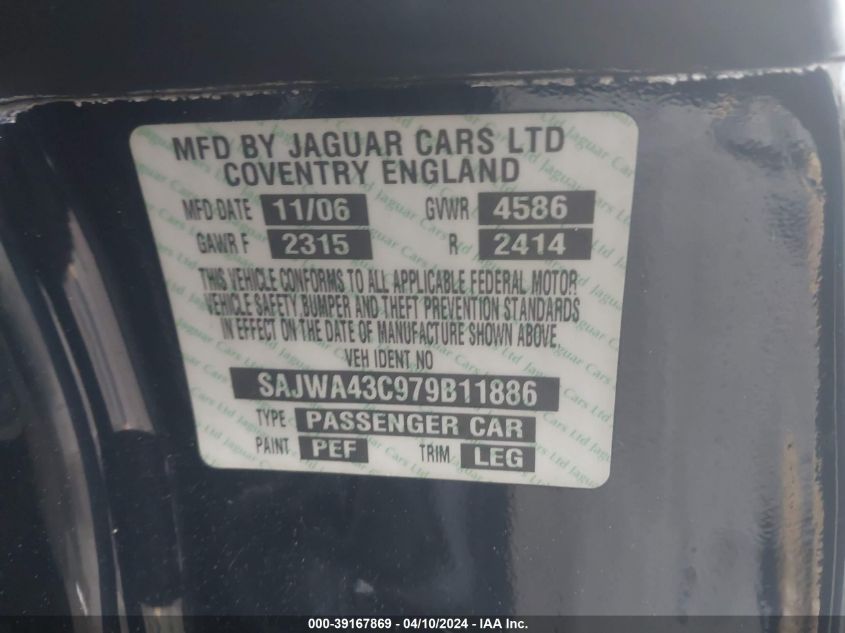 MFD BY JAGUAR CARS LTD
COVENTRY ENGLAND
MFD DATE 11/06 GVWR 4586
GAWR F 2315 R 2414
THIS VEHICLE CONFORMS TO ALL APPLICABLE FEDERAL MOTOR
VEHICLE SAFETY, BUMPER AND THEFT PREVENTION STANDARDS
IN EFFECT ON THE DATE OF MANUFACTURE SHOWN ABOVE.
VEH IDENT NO
SAJWA43C979B11886
TYPE PASSENGER CAR
PAINT PEF TRIM LEG
000-39167869 - 04/10/2024 - IAA Inc.